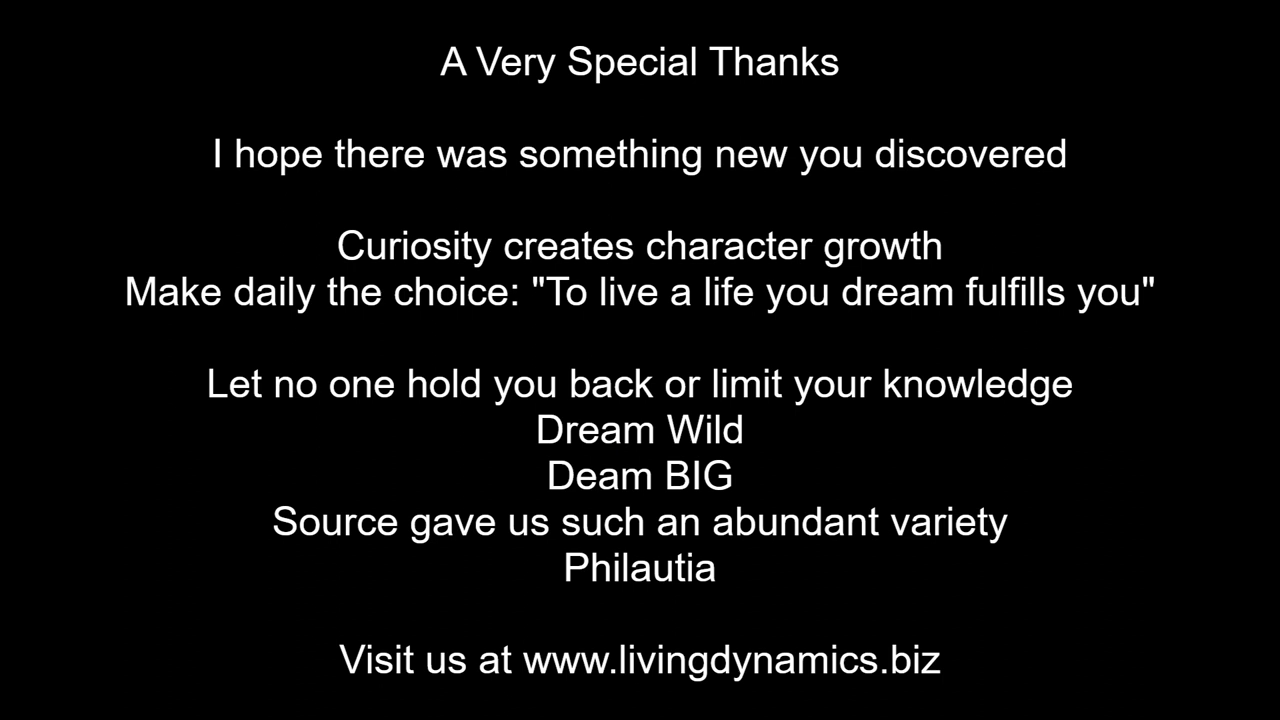 A Very Special Thanks
I hope there was something new you discovered
Curiosity creates character growth
Make daily the choice: "To live a life you dream fulfills you"
Let no one hold you back or limit your knowledge
Dream Wild
Deam BIG
Source gave us such an abundant variety
Philautia
Visit us at www.livingdynamics.biz